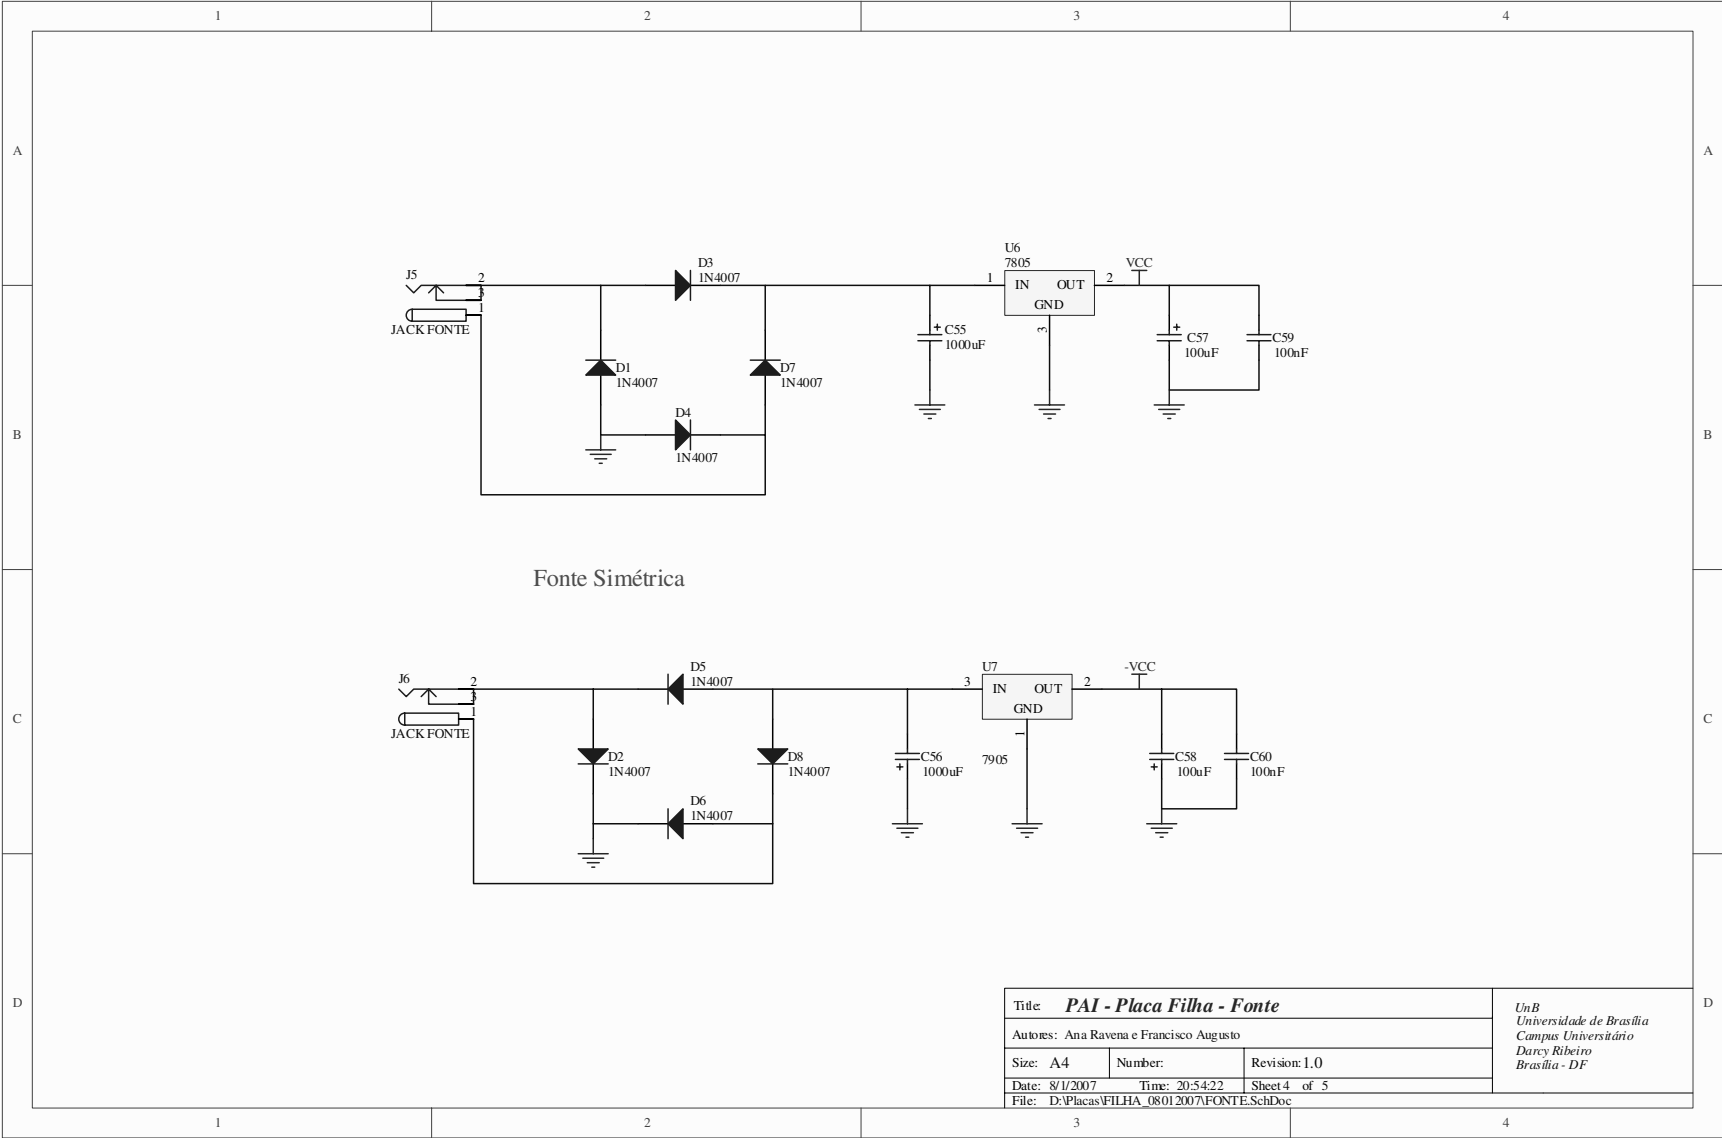 1 2 3 4
A A
J5
2
3
1
JACK FONTE
D3
1N4007
D1
1N4007
D7
1N4007
D4
1N4007
+ C55
1000uF
U6
7805
1 IN OUT 2
GND
3
VCC
+ C57
100uF
C59
100nF
B B
Fonte Simétrica
J6
2
3
1
JACK FONTE
D5
1N4007
D2
1N4007
D8
1N4007
D6
1N4007
C56
+ 1000uF
U7
3 IN OUT 2
GND
1
7905
-VCC
C58
+ 100uF
C60
100nF
C C
D D
Title: PAI - Placa Filha - Fonte
Autores: Ana Ravena e Francisco Augusto
Size: A4 Number: Revision: 1.0
Date: 8/1/2007 Time: 20:54:22 Sheet 4 of 5
File: D:\Placas\FILHA_08012007\FONTE.SchDoc
UnB
Universidade de Brasília
Campus Universitário
Darcy Ribeiro
Brasília - DF
1 2 3 4